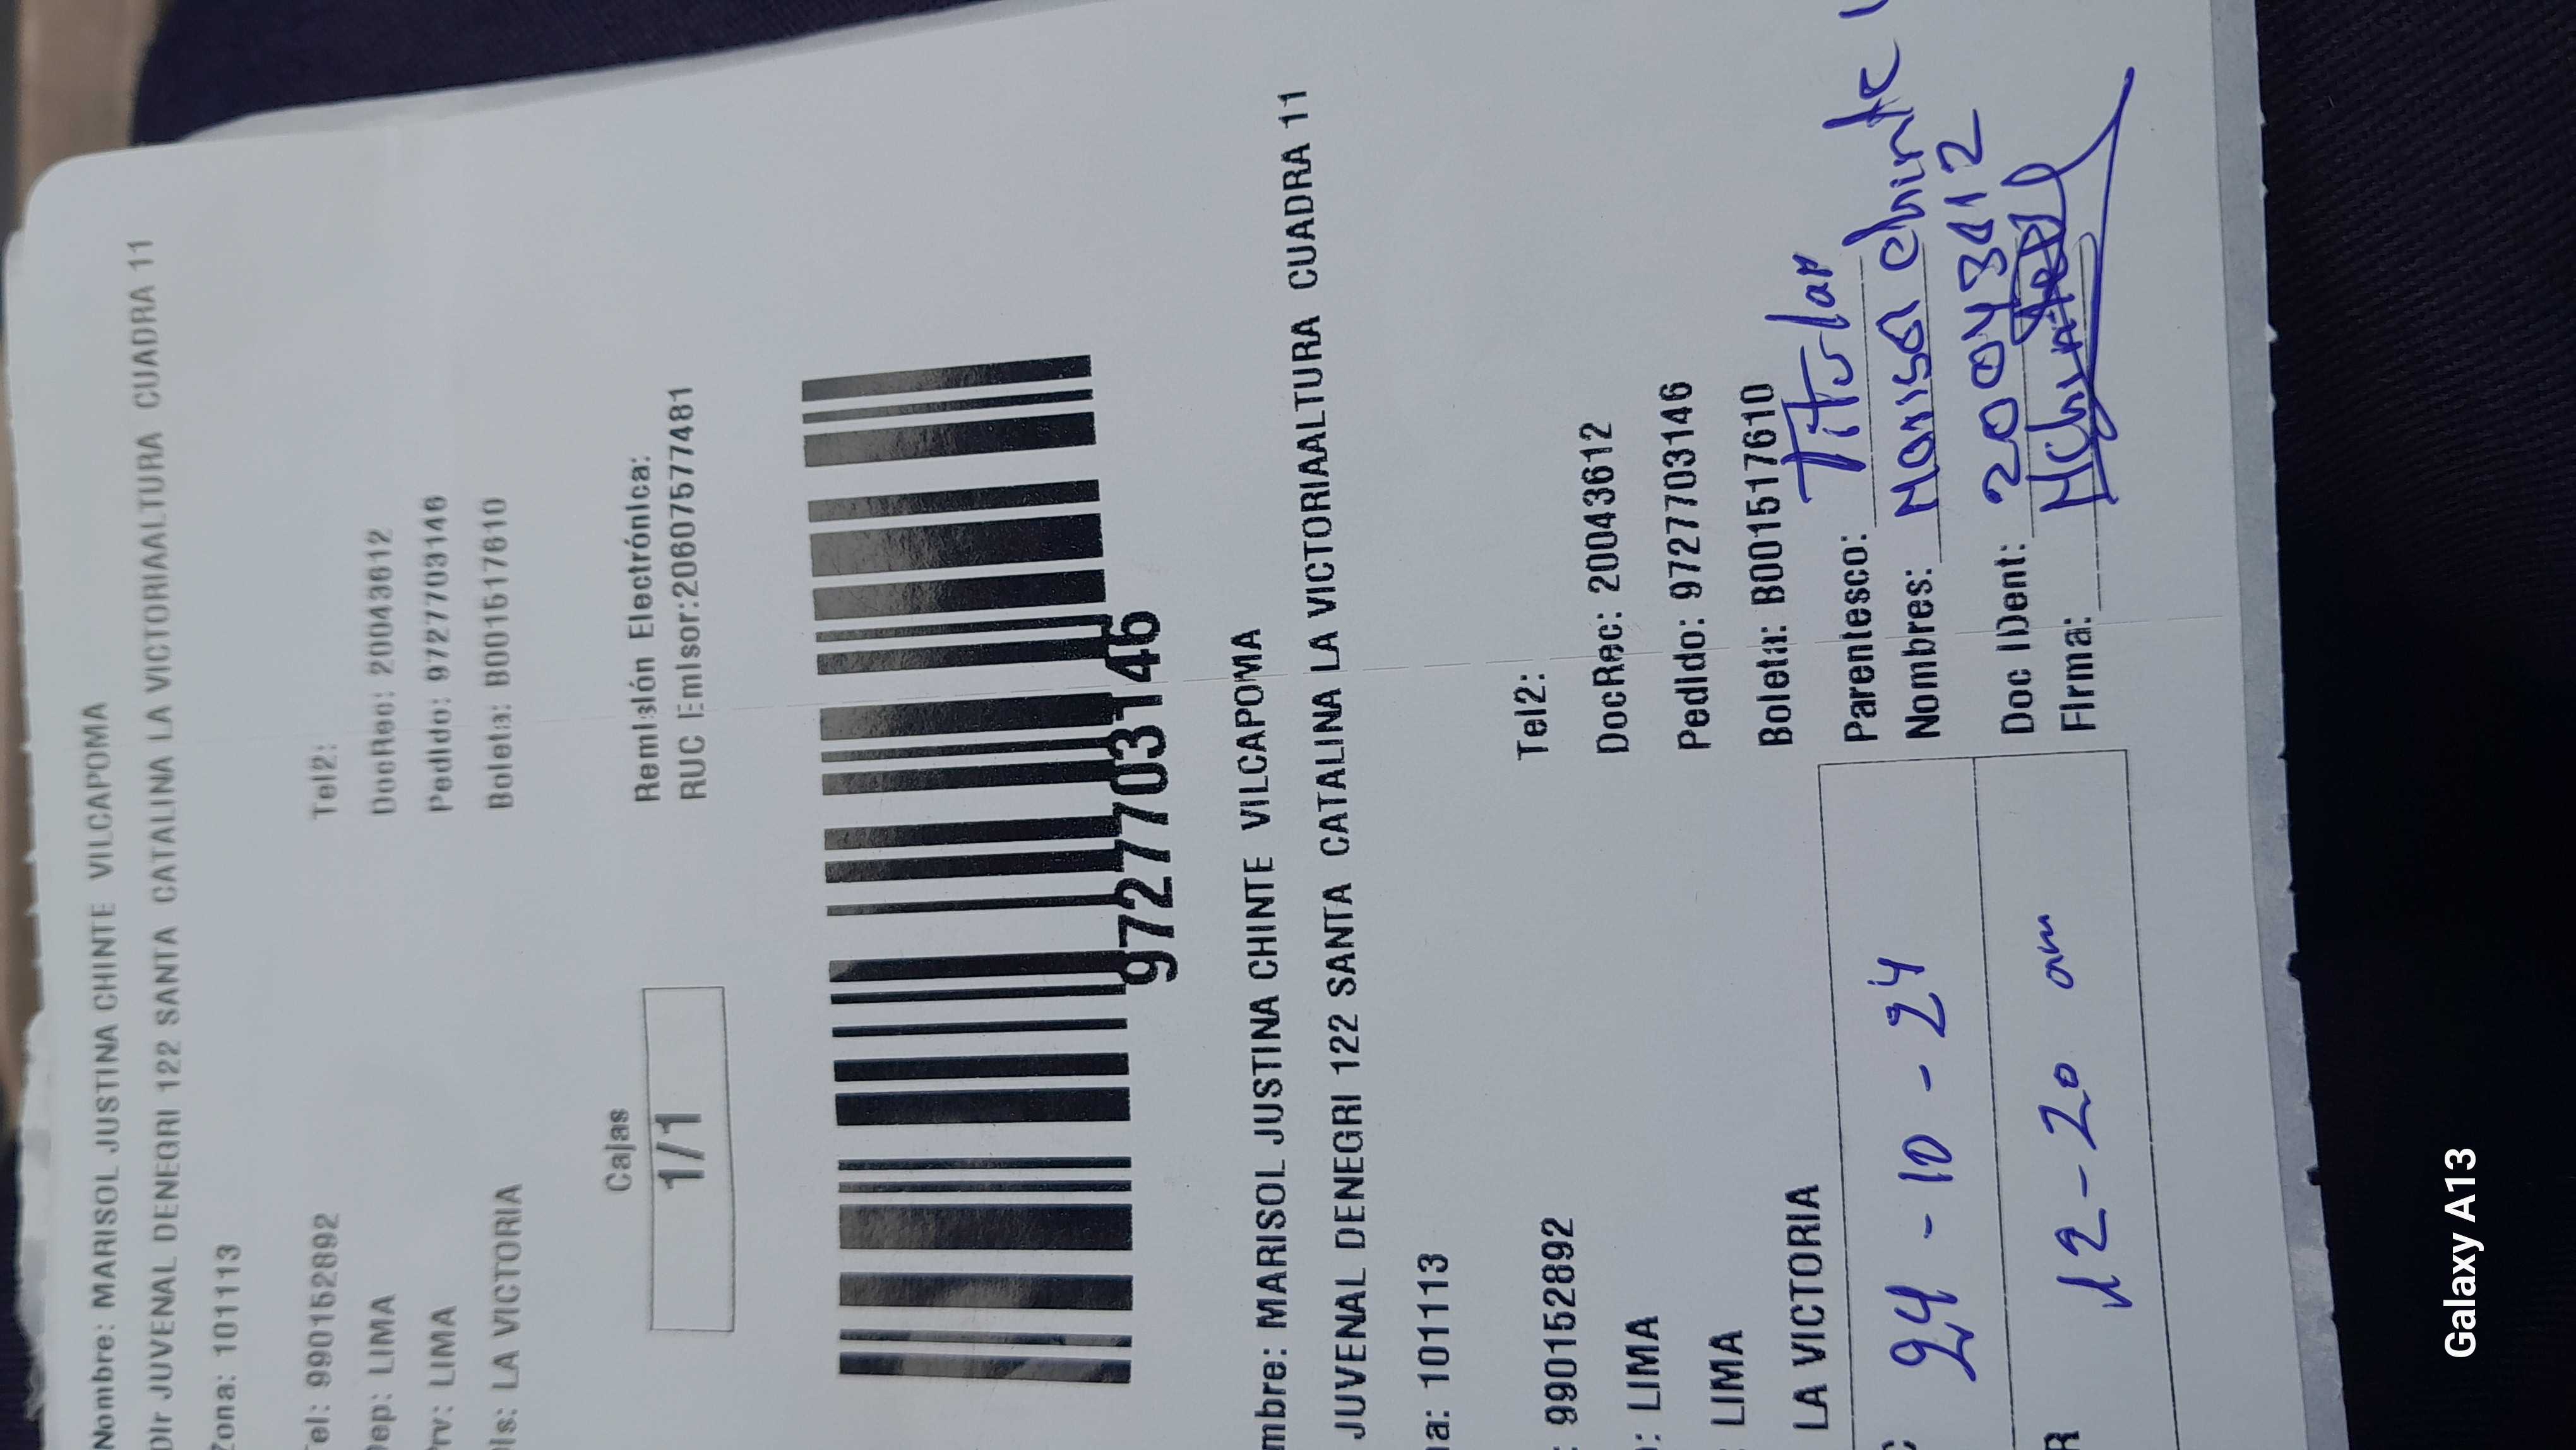 Nombre: MARISOL JUSTINA CHINTE VILCAPOMA
Dir JUVENAL DENEGRI 122 SANTA CATALINA LA VICTORIAALTURA CUADRA 11
Zona: 101113
Tel: 990152892 Tel2:
Dep: LIMA DocRec: 20043612
Prv: LIMA Pedido: 9727703146
Dis: LA VICTORIA Boleta: B001517610
Cajas Remisión Electrónica:
1/1 RUC Emisor:20607577481
9727703146
mbre: MARISOL JUSTINA CHINTE VILCAPOMA
JUVENAL DENEGRI 122 SANTA CATALINA LA VICTORIAALTURA CUADRA 11
na: 101113
: 990152892 Tel2:
: LIMA DocRec: 20043612
LIMA Pedido: 9727703146
LA VICTORIA Boleta: B001517610
Parentesco: Titular
24-10-24 Nombres: Marisol chinte
Doc IDent:
R 12-20 am Firma:
Galaxy A13